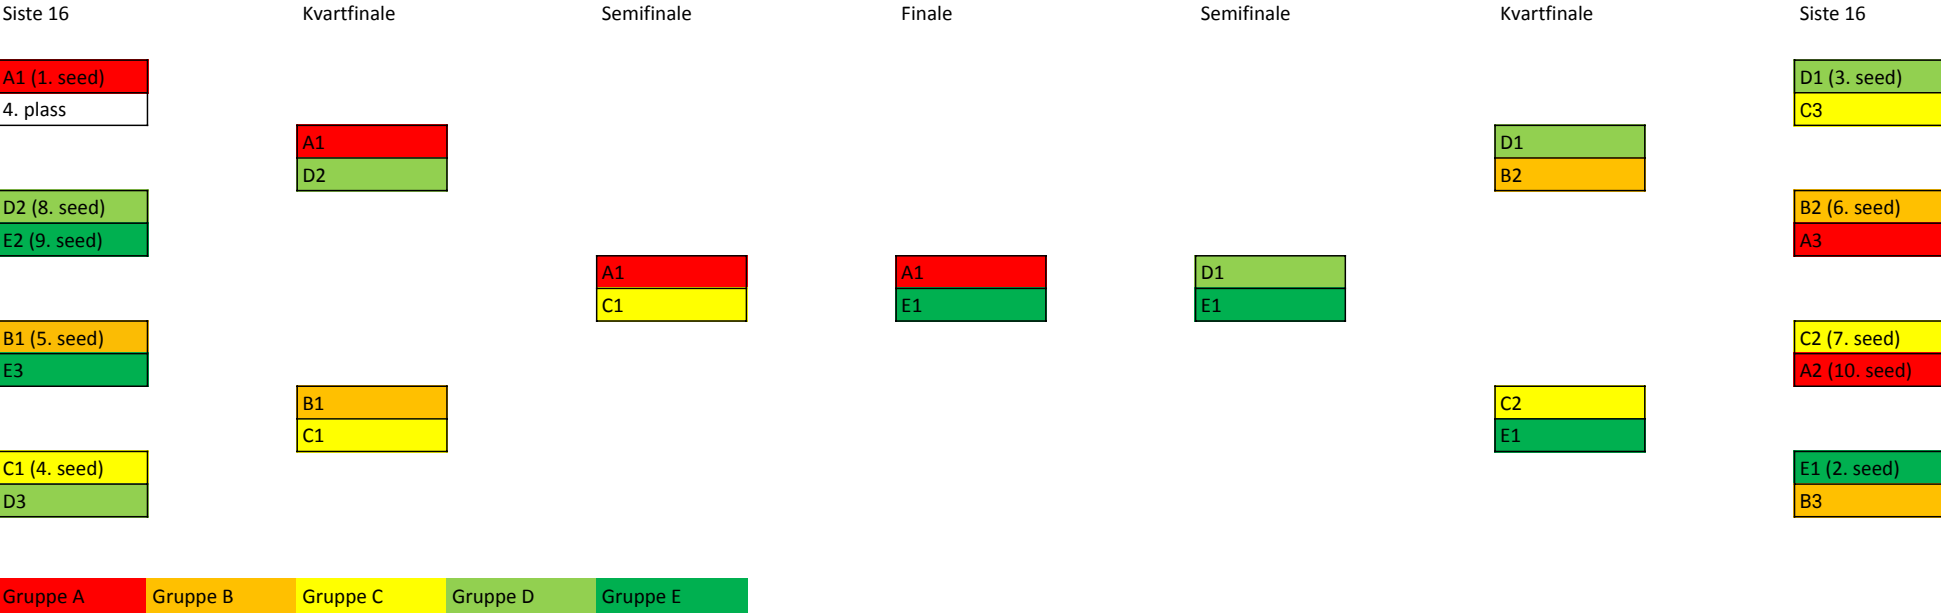 Siste 16 Kvartfinale Semifinale Finale Semifinale Kvartfinale Siste 16
A1 (1. seed) D1 (3. seed)
4. plass C3
A1 D1
D2 B2
D2 (8. seed) B2 (6. seed)
E2 (9. seed) A3
A1 A1 D1
C1 E1 E1
B1 (5. seed) C2 (7. seed)
E3 A2 (10. seed)
B1 C2
C1 E1
C1 (4. seed) E1 (2. seed)
D3 B3
Gruppe A Gruppe B Gruppe C Gruppe D Gruppe E